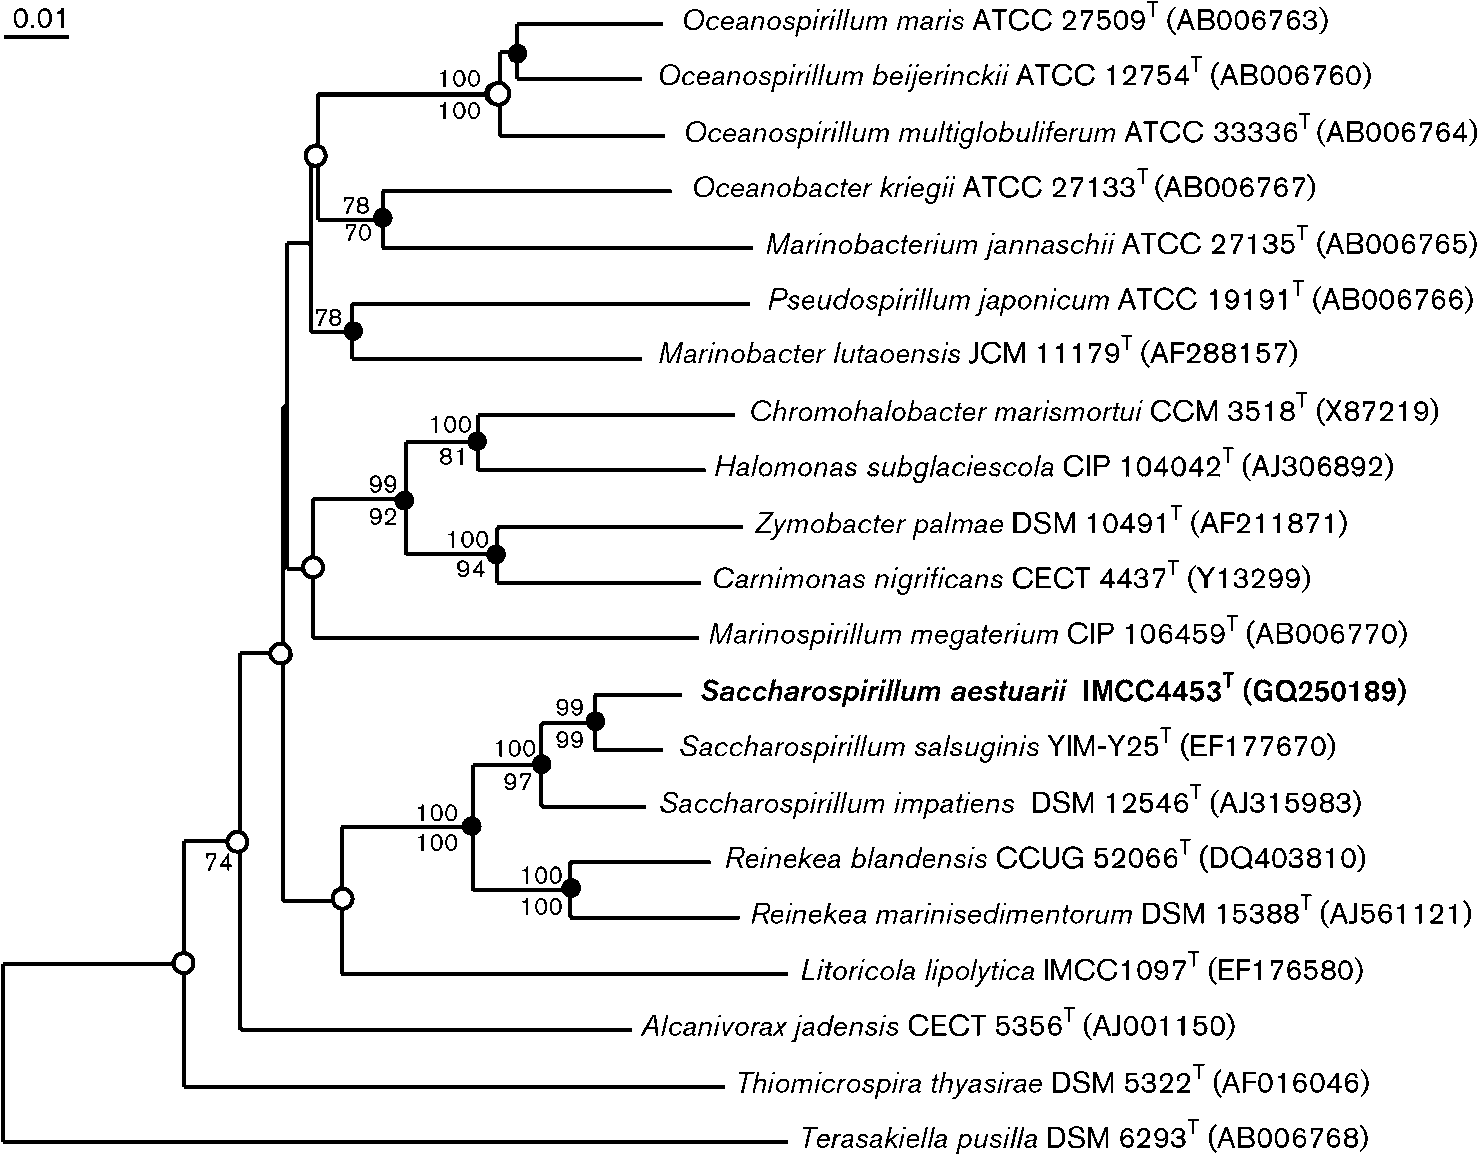 0.01
Oceanospirillum maris ATCC 27509T (AB006763)
Oceanospirillum beijerinckii ATCC 12754T (AB006760)
100
100
Oceanospirillum multiglobuliferum ATCC 33336T (AB006764)
Oceanobacter kriegii ATCC 27133T (AB006767)
78
70
Marinobacterium jannaschii ATCC 27135T (AB006765)
Pseudospirillum japonicum ATCC 19191T (AB006766)
78
Marinobacter lutaoensis JCM 11179T (AF288157)
Chromohalobacter marismortui CCM 3518T (X87219)
100
81
Halomonas subglaciescola CIP 104042T (AJ306892)
99
92
Zymobacter palmae DSM 10491T (AF211871)
100
94
Carnimonas nigrificans CECT 4437T (Y13299)
Marinospirillum megaterium CIP 106459T (AB006770)
Saccharospirillum aestuarii IMCC4453T (GQ250189)
99
99
Saccharospirillum salsuginis YIM-Y25T (EF177670)
100
97
Saccharospirillum impatiens DSM 12546T (AJ315983)
100
100
Reinekea blandensis CCUG 52066T (DQ403810)
74
100
100
Reinekea marinisedimentorum DSM 15388T (AJ561121)
Litoricola lipolytica IMCC1097T (EF176580)
Alcanivorax jadensis CECT 5356T (AJ001150)
Thiomicrospira thyasirae DSM 5322T (AF016046)
Terasakiella pusilla DSM 6293T (AB006768)